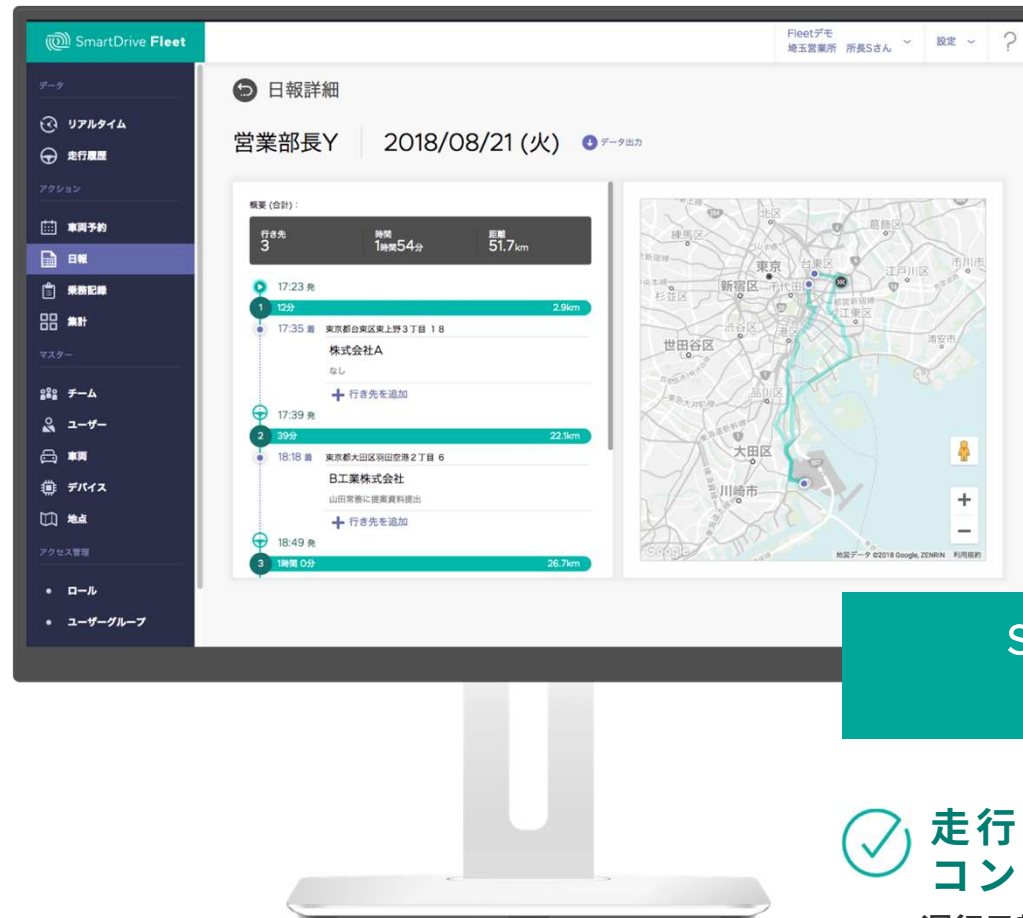 SmartDrive Fleet
Fleetデモ
埼玉営業所 所長Sさん
設定
?
データ
リアルタイム
走行履歴
アクション
車両予約
日報
乗務記録
集計
マスター
チーム
ユーザー
車両
デバイス
地点
アクセス管理
ロール
ユーザーグループ
日報詳細
営業部長Y 2018/08/21 (火) データ出力
概要 (合計) :
行き先 時間 距離
3 1時間54分 51.7km
17:23 発
1 12分 2.9km
17:35 着 東京都台東区東上野3丁目 1 8
株式会社A
なし
+ 行き先を追加
17:39 発
2 39分 22.1km
18:18 着 東京都大田区羽田空港2丁目 6
B工業株式会社
山田常務に提案資料提出
+ 行き先を追加
18:49 発
3 1時間 0分 26.7km
北区
練馬区
葛飾区
東京
台東区
江戸川区
市川市
新宿区
千代田区
杉並区
江東区
渋谷区
港区
浦安市
世田谷区
品川区
大田区
川崎市
+
−
Google
地図データ ©2018 Google, ZENRIN 利用規約
S
走行
コン